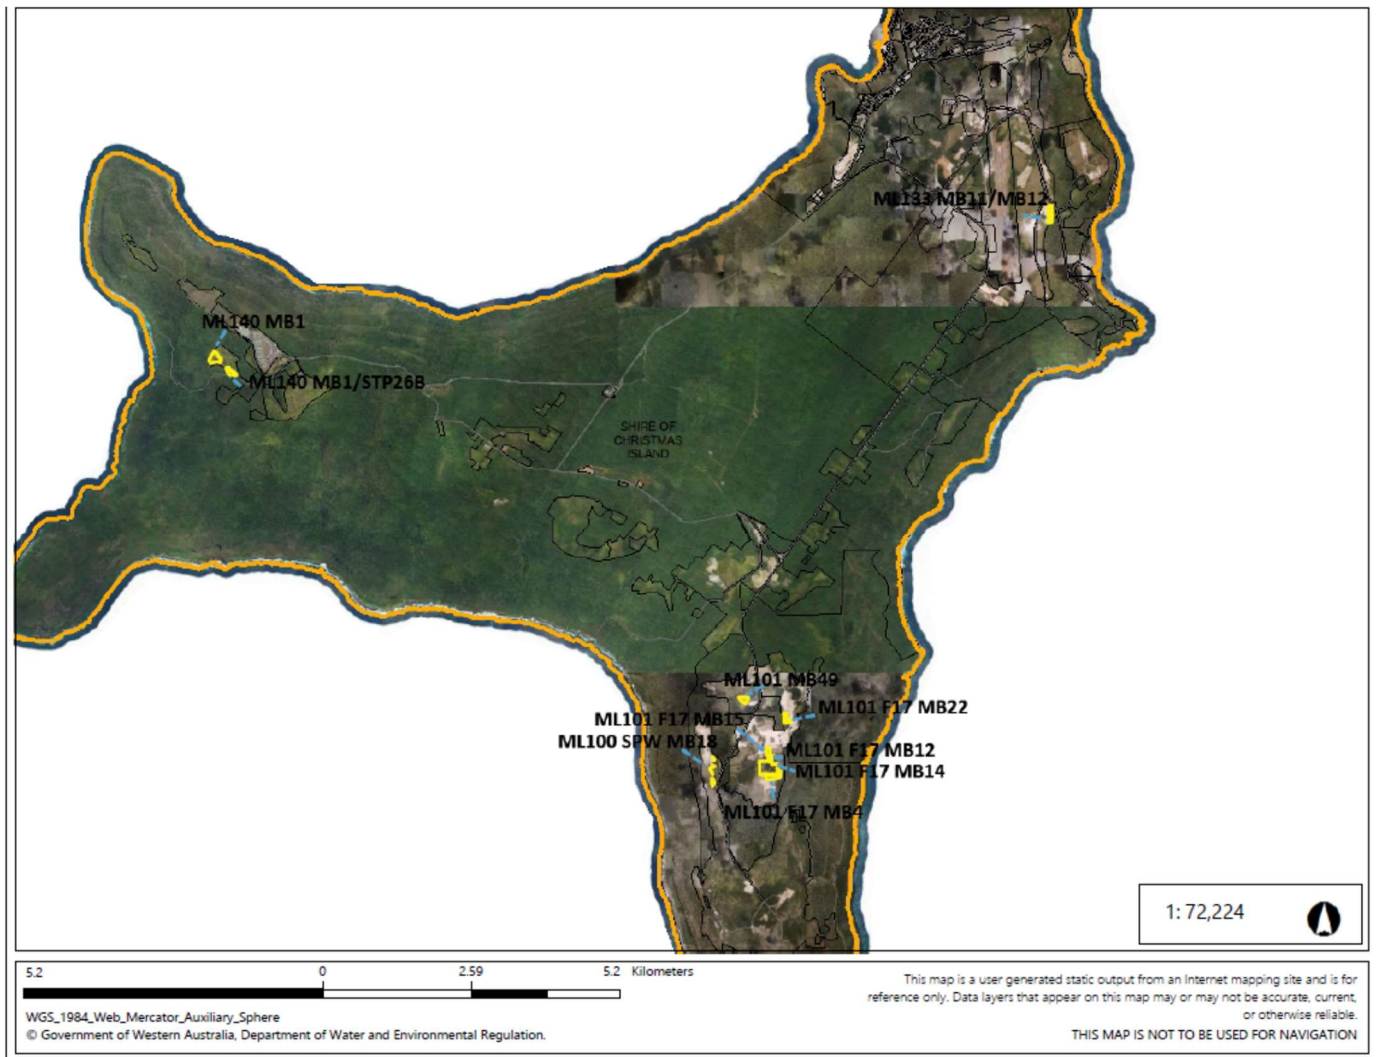 ML133 MB11/MB12
ML140 MB1
ML140 MB1/STP26B
SHIRE OF
CHRISTMAS
ISLAND
ML101 MB49
ML101 F17 MB22
ML101 F17 MB15
ML100 SPW MB18
ML101 F17 MB12
ML101 F17 MB14
ML101 F17 MB4
1: 72,224
5.2 0 2.59 5.2 Kilometers
WGS_1984_Web_Mercator_Auxiliary_Sphere
© Government of Western Australia, Department of Water and Environmental Regulation.
This map is a user generated static output from an Internet mapping site and is for
reference only. Data layers that appear on this map may or may not be accurate, current,
or otherwise reliable.
THIS MAP IS NOT TO BE USED FOR NAVIGATION